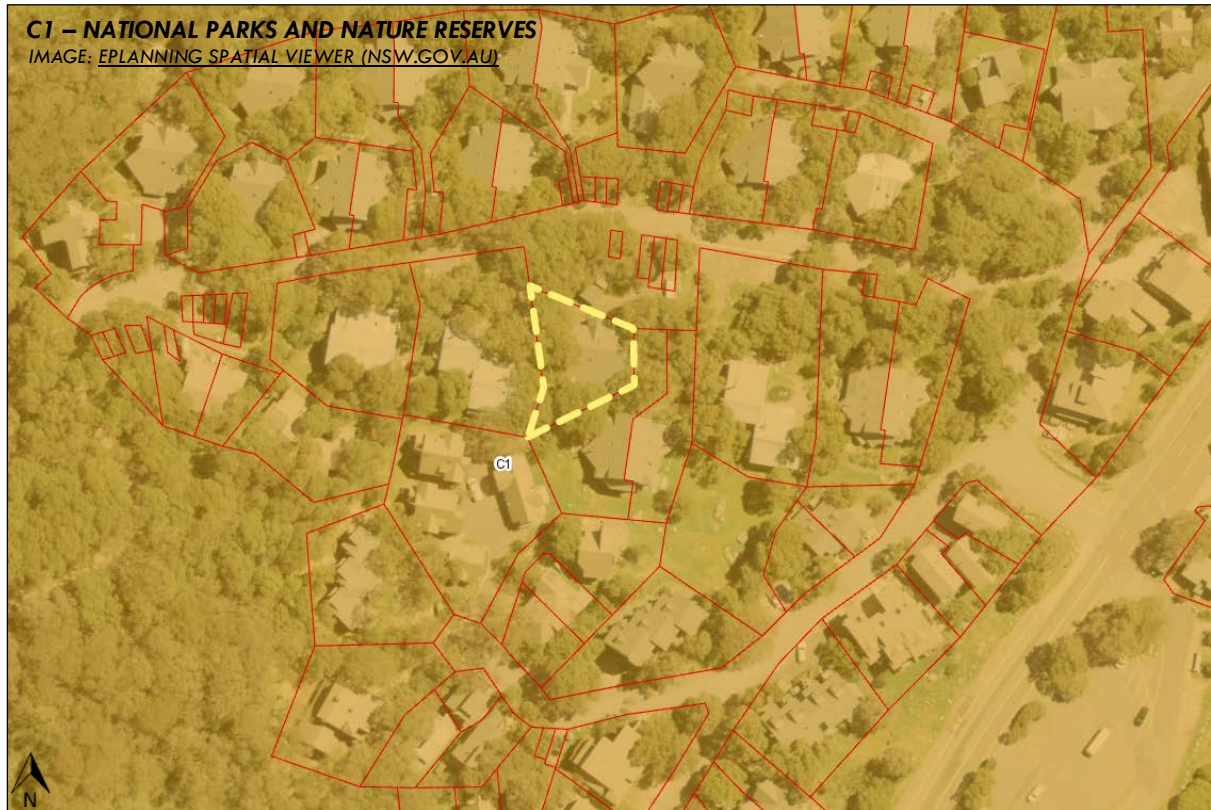 C1 – NATIONAL PARKS AND NATURE RESERVES
IMAGE: EPLANNING SPATIAL VIEWER (NSW.GOV.AU)
C1
N